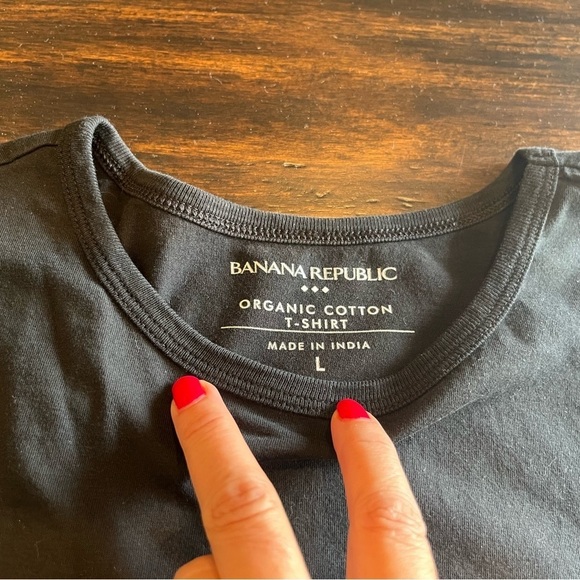 BANANA REPUBLIC
ORGANIC COTTON
T-SHIRT
MADE IN INDIA
L